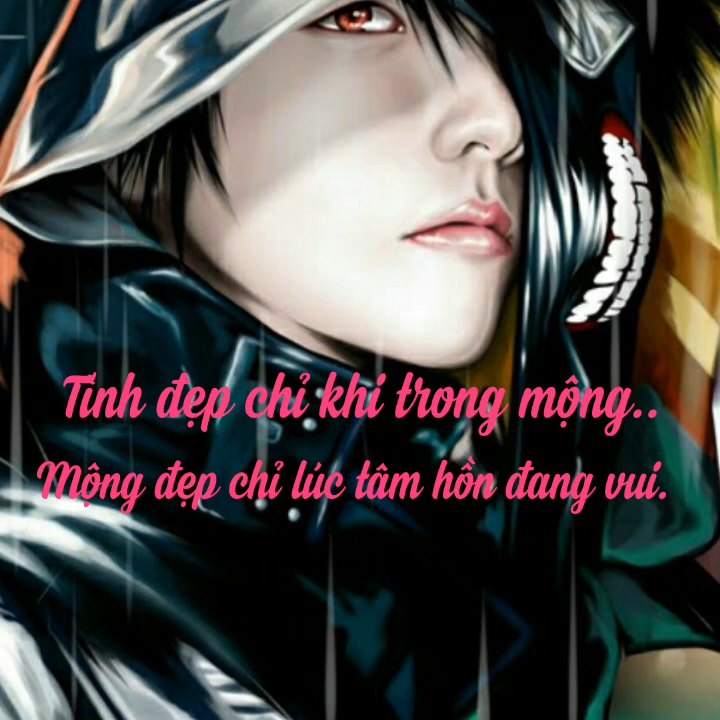 Tình đẹp chỉ khi trong mộng..
Mộng đẹp chỉ lúc tâm hồn đang vui.